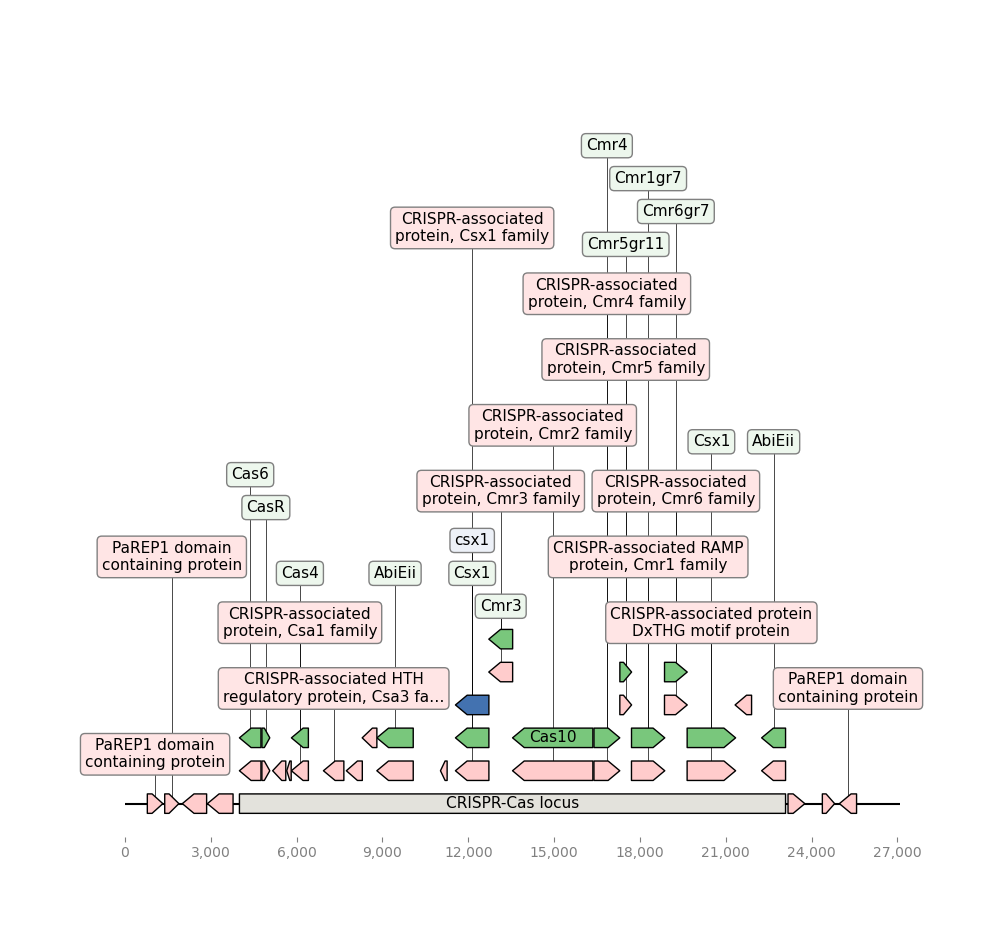 Cmr4
Cmr1gr7
Cmr6gr7
CRISPR-associated
protein, Csx1 family
Cmr5gr11
CRISPR-associated
protein, Cmr4 family
CRISPR-associated
protein, Cmr5 family
CRISPR-associated
protein, Cmr2 family
Csx1
AbiEii
Cas6
CRISPR-associated
protein, Cmr3 family
CRISPR-associated
protein, Cmr6 family
CasR
csx1
PaREP1 domain
containing protein
CRISPR-associated RAMP
protein, Cmr1 family
Cas4
AbiEii
Csx1
Cmr3
CRISPR-associated
protein, Csa1 family
CRISPR-associated protein
DxTHG motif protein
CRISPR-associated HTH
regulatory protein, Csa3 fa...
PaREP1 domain
containing protein
Cas10
PaREP1 domain
containing protein
CRISPR-Cas locus
0
3,000
6,000
9,000
12,000
15,000
18,000
21,000
24,000
27,000